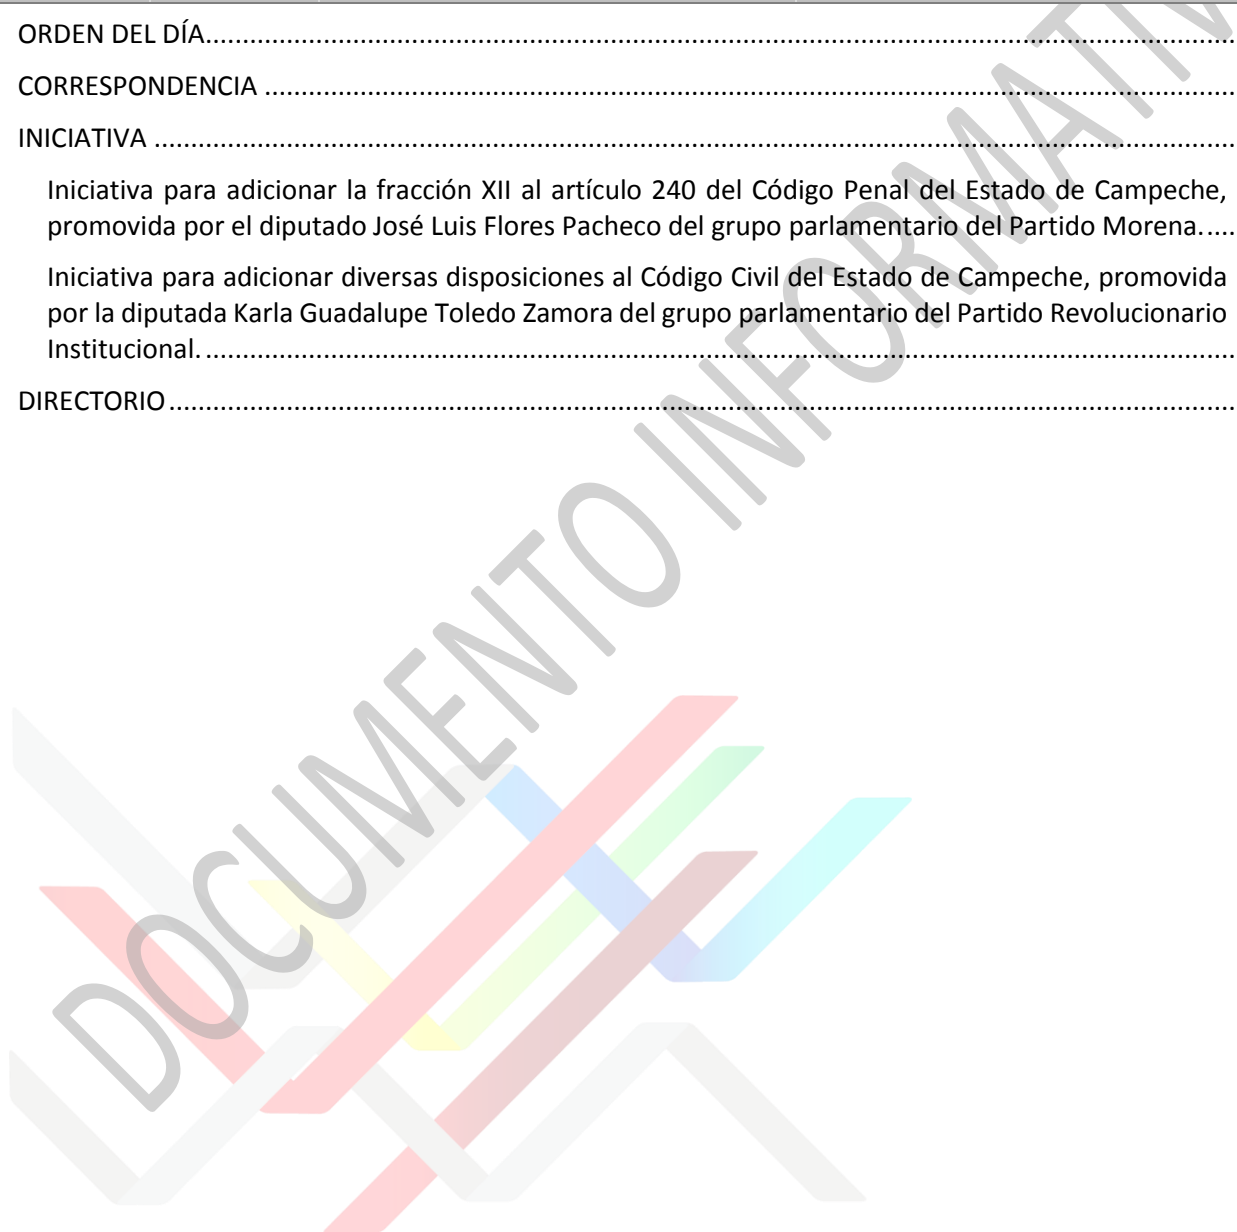 ORDEN DEL DÍA..........................................................................................................................................
CORRESPONDENCIA ..................................................................................................................................
INICIATIVA .................................................................................................................................................
Iniciativa para adicionar la fracción XII al artículo 240 del Código Penal del Estado de Campeche,
promovida por el diputado José Luis Flores Pacheco del grupo parlamentario del Partido Morena.....
Iniciativa para adicionar diversas disposiciones al Código Civil del Estado de Campeche, promovida
por la diputada Karla Guadalupe Toledo Zamora del grupo parlamentario del Partido Revolucionario
Institucional. ..........................................................................................................................................
DIRECTORIO...............................................................................................................................................
DOCUMENTO INFORMATIV